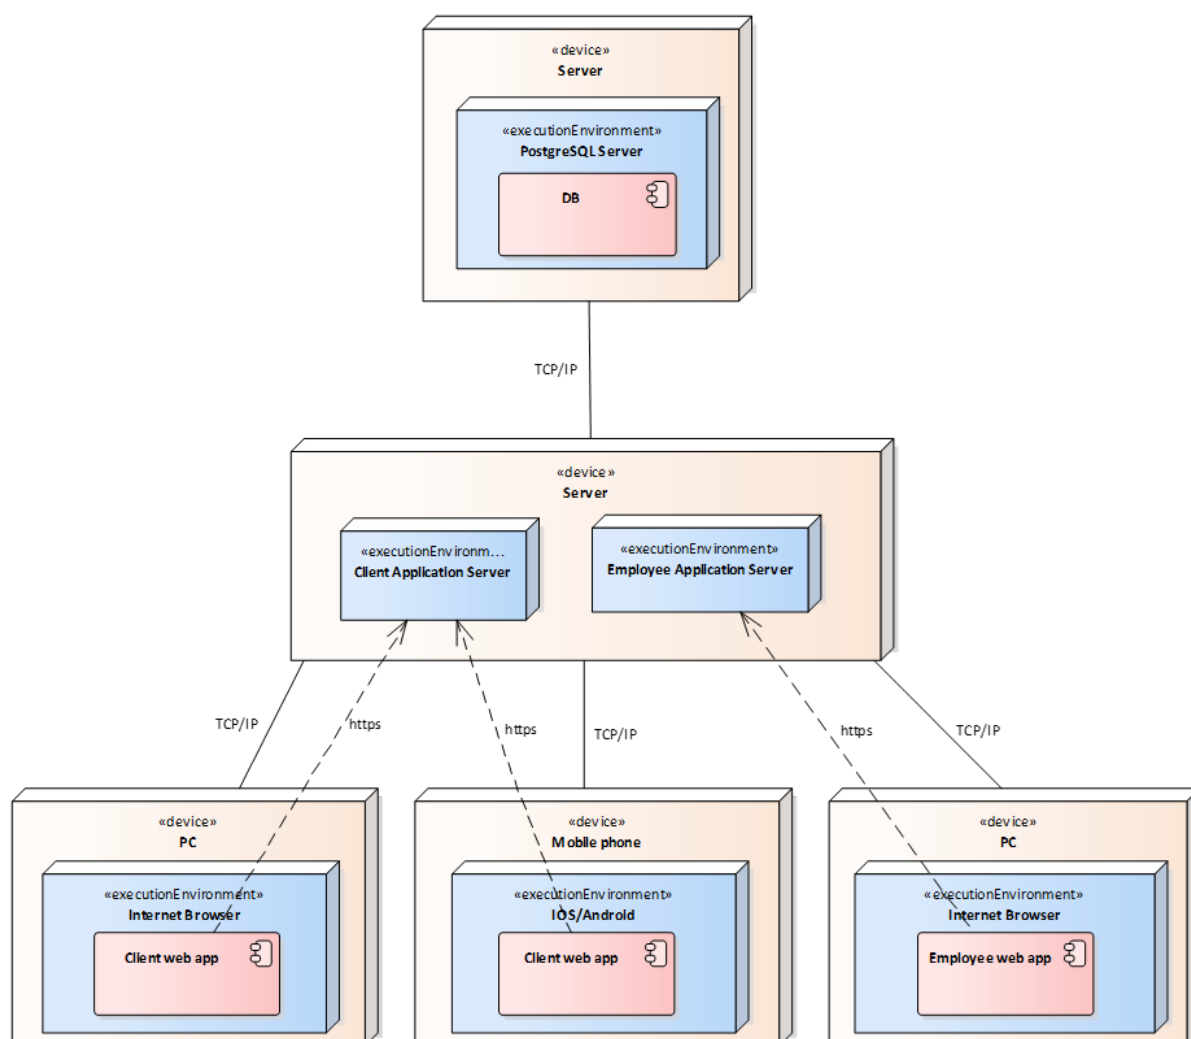 «device»
Server
«executionEnvironment»
PostgreSQL Server
DB
TCP/IP
«device»
Server
«executionEnvironm...
Client Application Server
«executionEnvironment»
Employee Application Server
TCP/IP
https
https
TCP/IP
https
TCP/IP
«device»
PC
«executionEnvironment»
Internet Browser
Client web app
«device»
Mobile phone
«executionEnvironment»
IOS/Android
Client web app
«device»
PC
«executionEnvironment»
Internet Browser
Employee web app